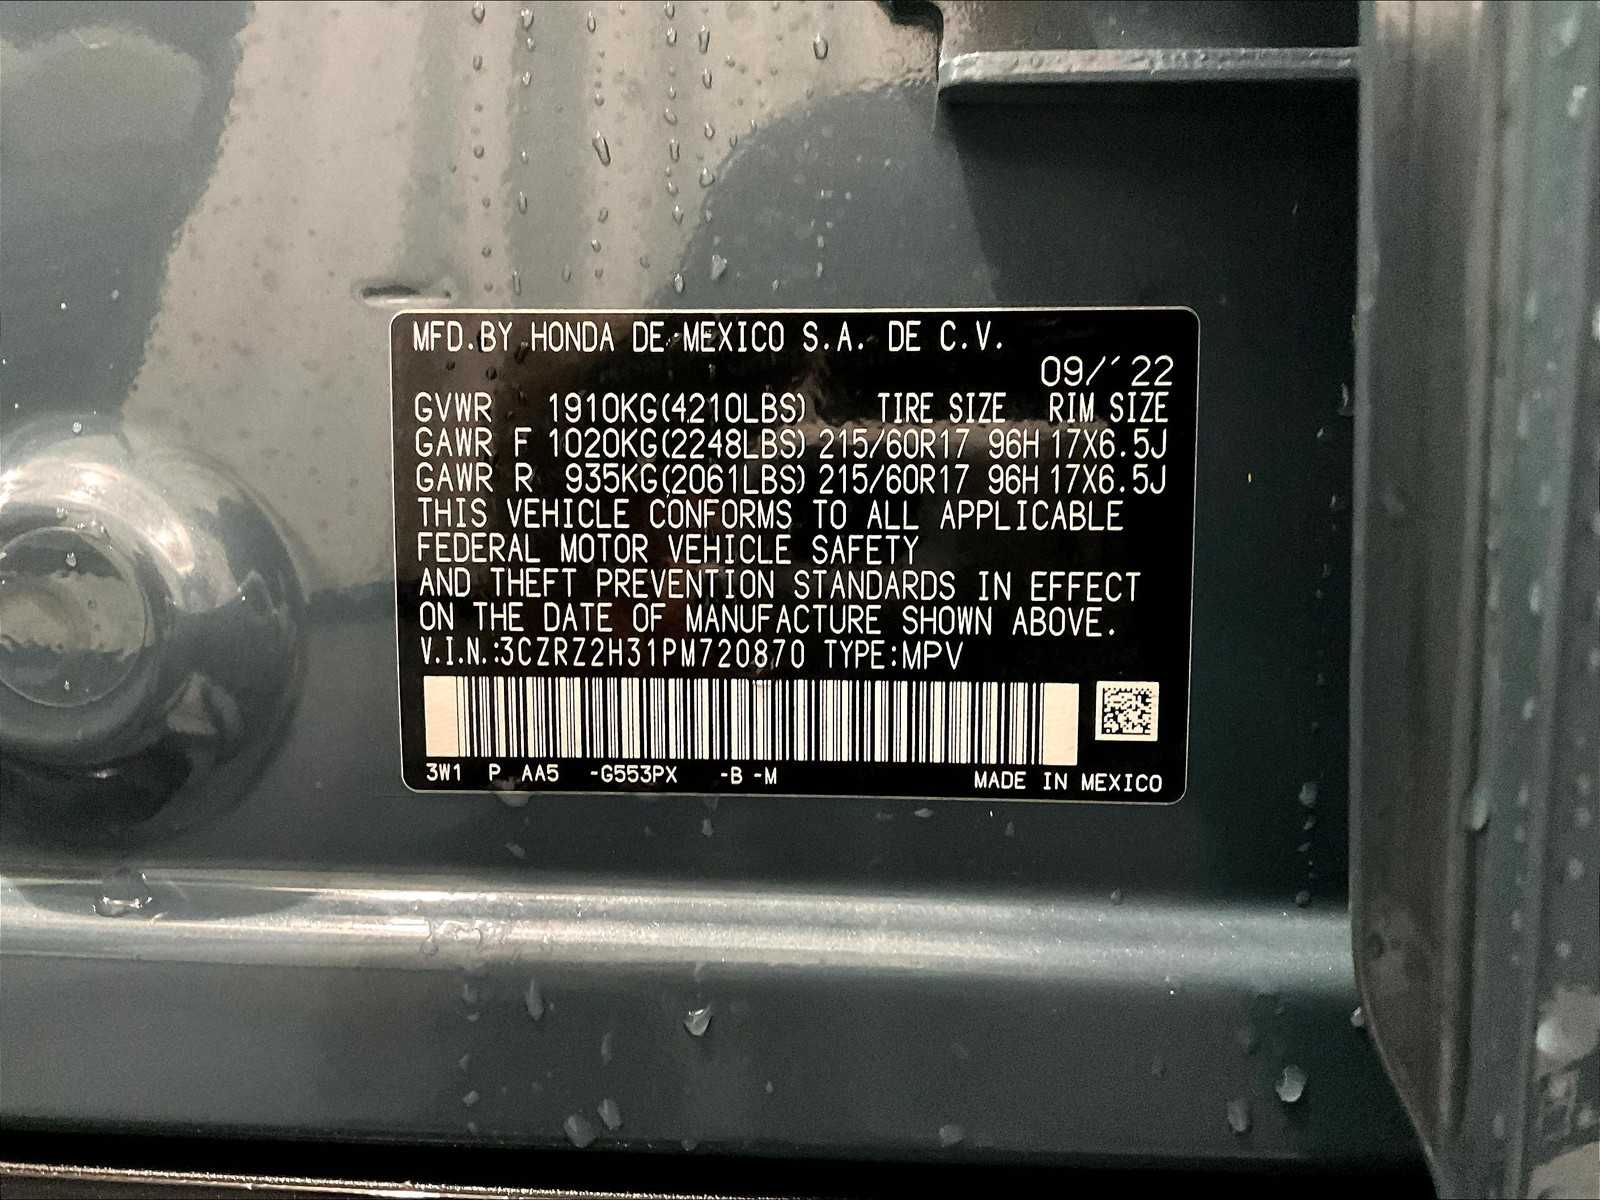 MFD.BY HONDA DE MEXICO S.A. DE C.V.
09/'22
GVWR 1910KG(4210LBS) TIRE SIZE RIM SIZE
GAWR F 1020KG(2248LBS) 215/60R17 96H 17X6.5J
GAWR R 935KG(2061LBS) 215/60R17 96H 17X6.5J
THIS VEHICLE CONFORMS TO ALL APPLICABLE
FEDERAL MOTOR VEHICLE SAFETY
AND THEFT PREVENTION STANDARDS IN EFFECT
ON THE DATE OF MANUFACTURE SHOWN ABOVE.
V.I.N.:3CZRZ2H31PM720870 TYPE:MPV
3W1 P AA5 -G553PX -B -M MADE IN MEXICO